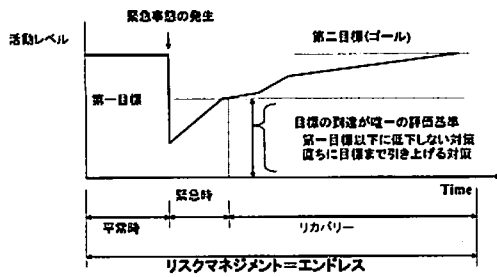 緊急事態の発生
活動レベル
第二目標(ゴール)
第一目標
目標の到達が唯一の評価基準
第一目標以下に低下しない対策
直ちに目標まで引き上げる対策
Time
緊急時
平常時
リカバリー
リスクマネジメント＝エンドレス